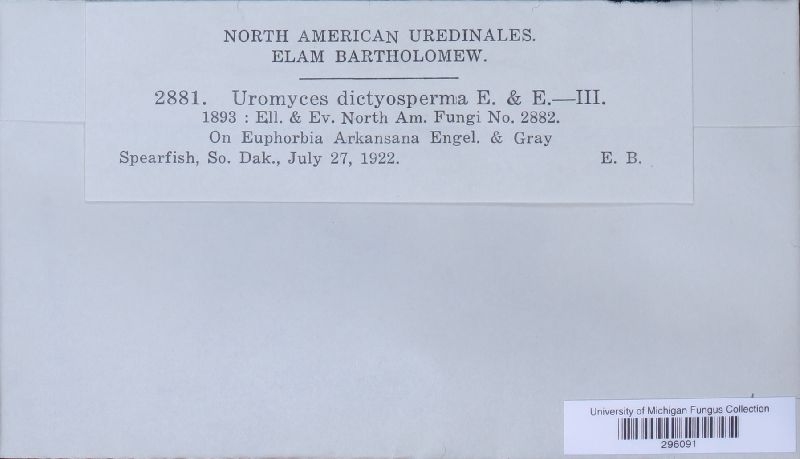 NORTH AMERICAN UREDINALES.
ELAM BARTHOLOMEW.
2881. Uromyces dictyosperma E. & E.—III.
1893 : Ell. & Ev. North Am. Fungi No. 2882.
On Euphorbia Arkansana Engel. & Gray
Spearfish, So. Dak., July 27, 1922. E. B.
University of Michigan Fungus Collection
296091